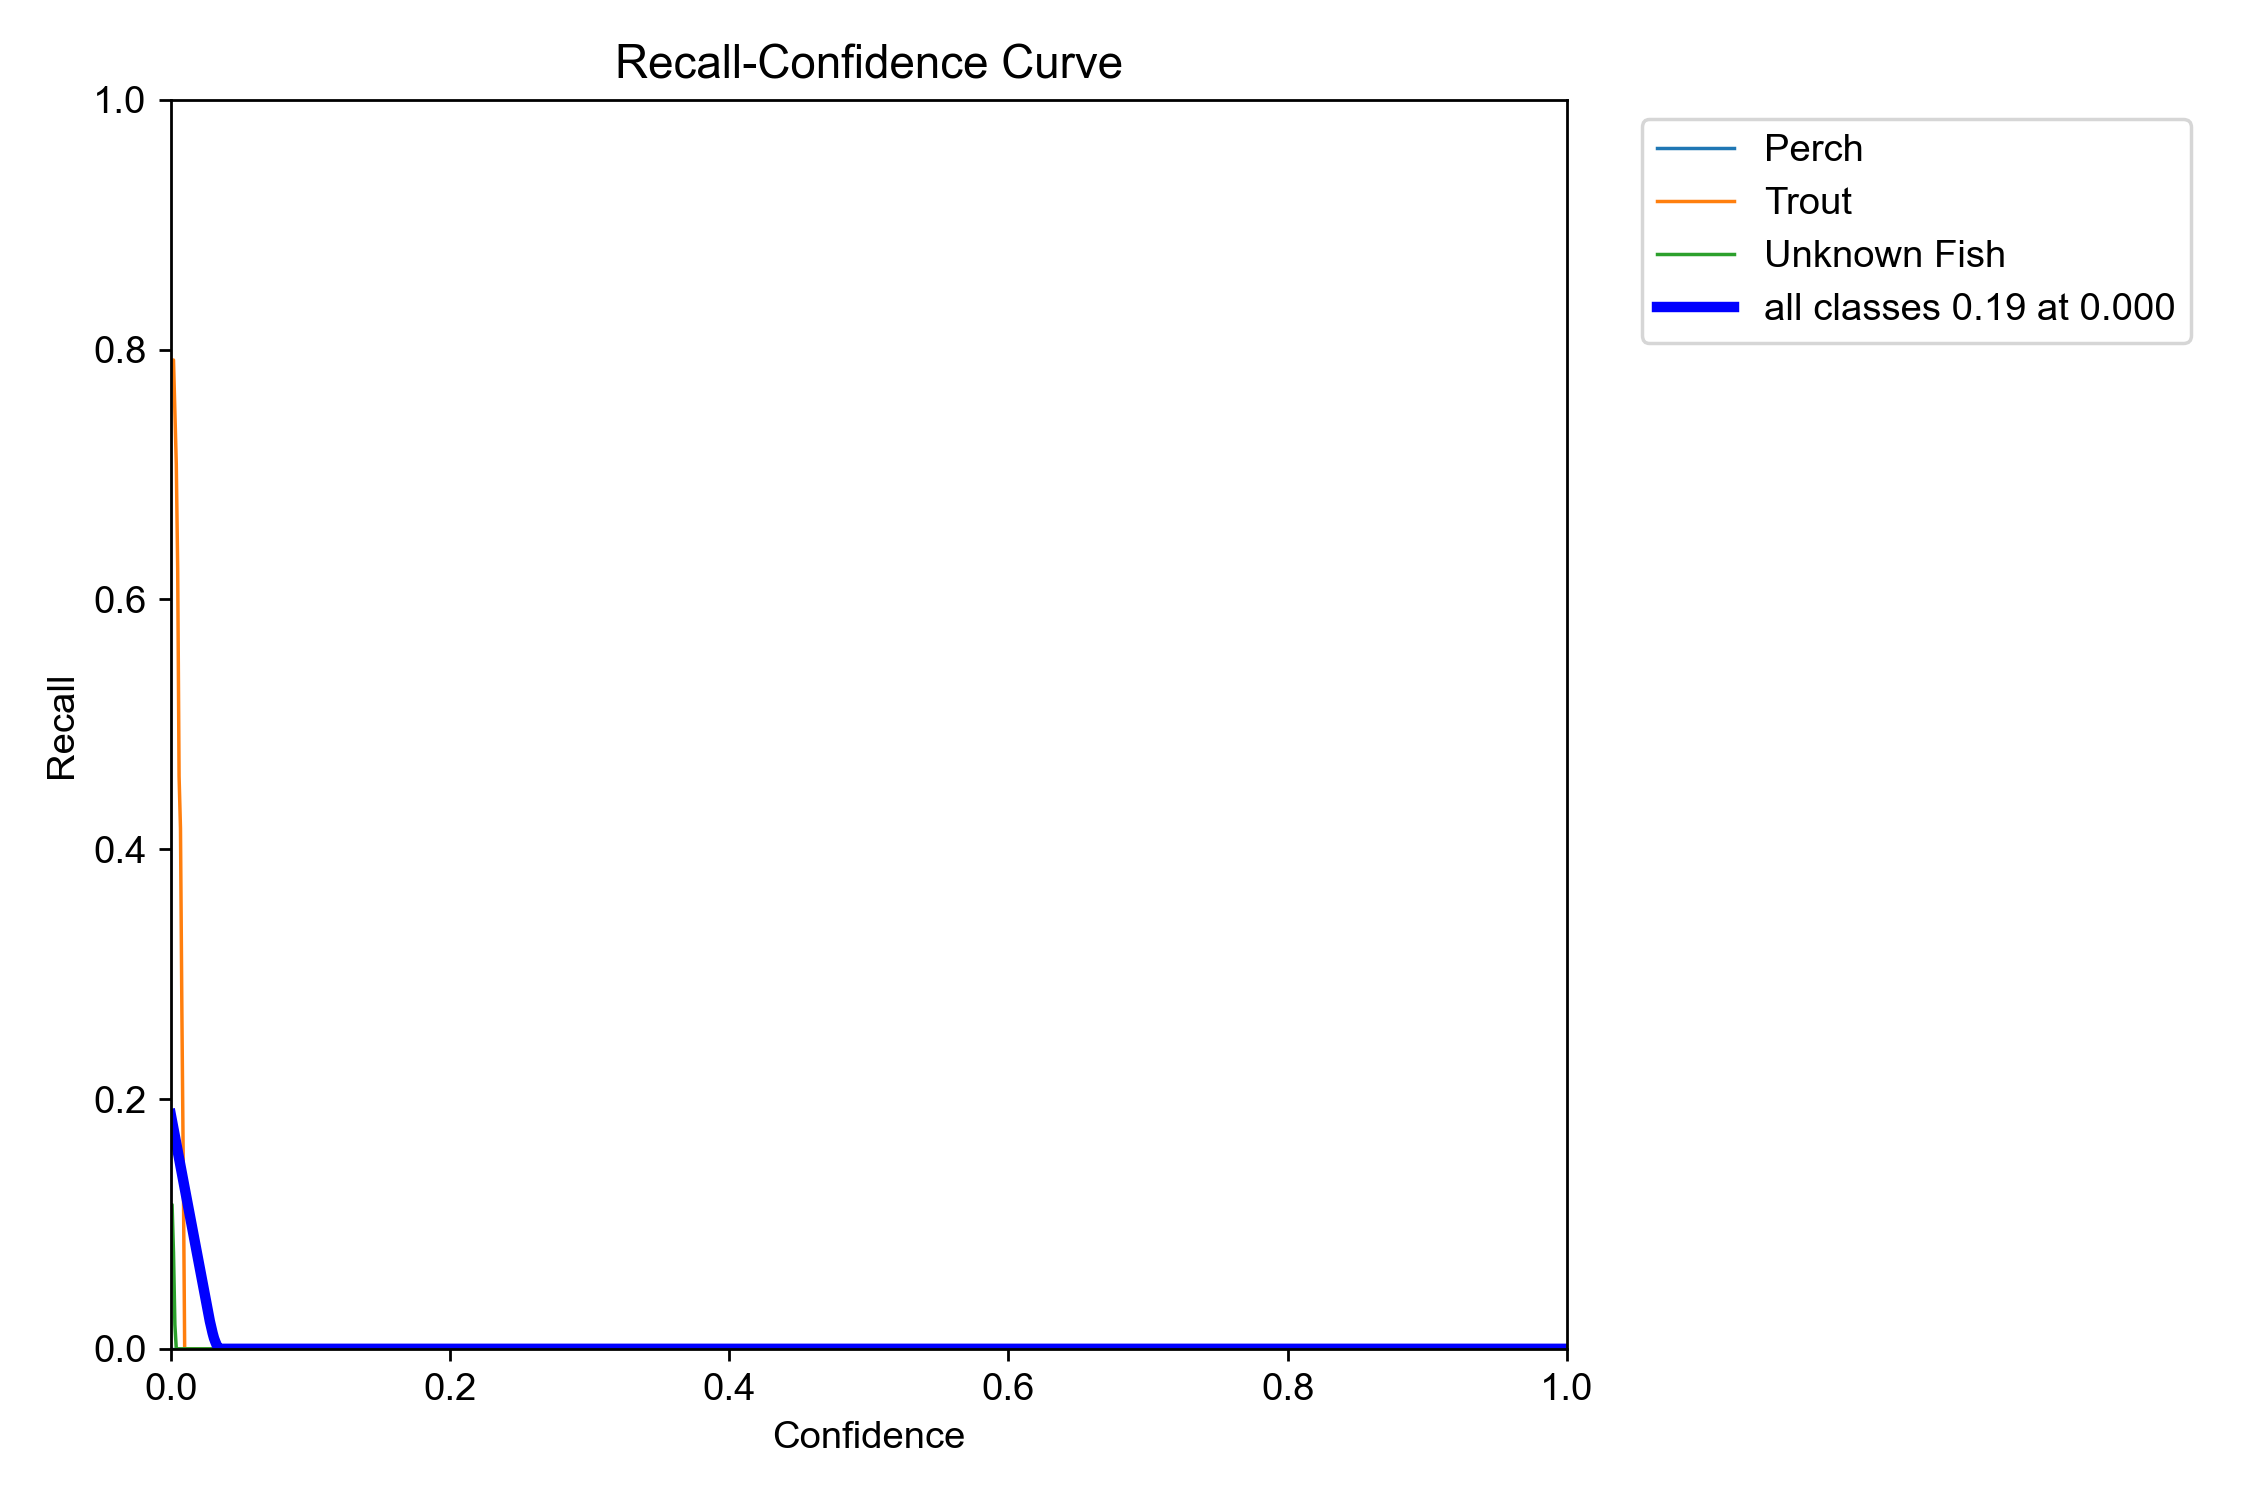 Recall-Confidence Curve
1.0
0.8
0.6
0.4
0.2
0.0
Recall
0.0 0.2 0.4 0.6 0.8 1.0
Confidence
Perch
Trout
Unknown Fish
all classes 0.19 at 0.000